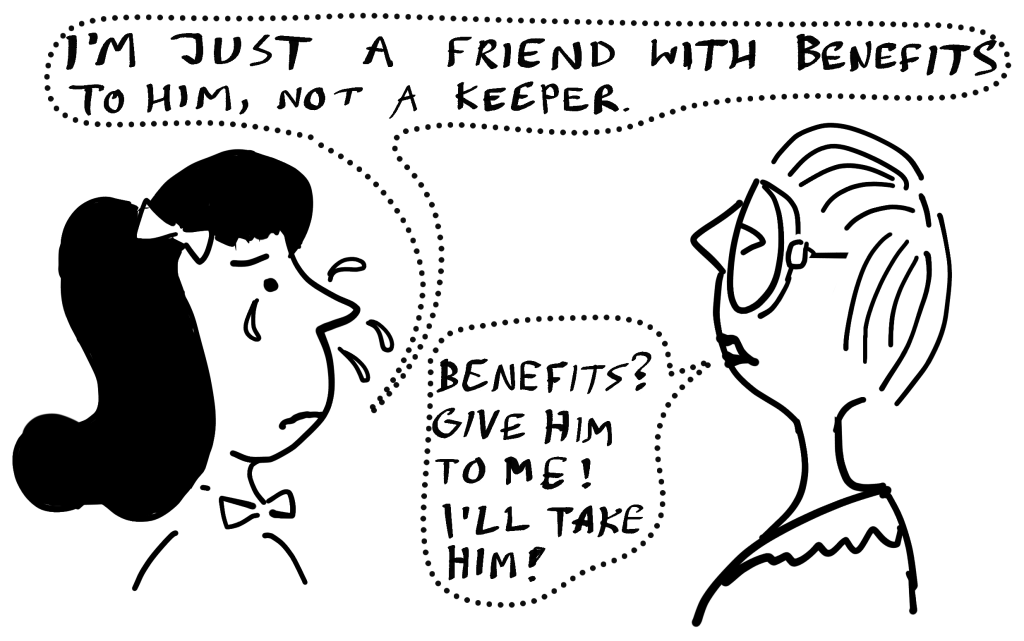 I'M JUST A FRIEND WITH BENEFITS
TO HIM, NOT A KEEPER.
BENEFITS?
GIVE HIM
TO ME!
I'LL TAKE
HIM!